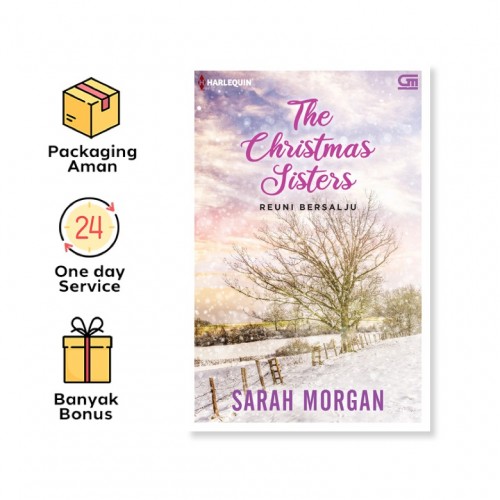 Packaging
Aman
24
One day
Service
Banyak
Bonus
HARLEQUIN
GM
The
Christmas
Sisters
REUNI BERSALJU
SARAH MORGAN